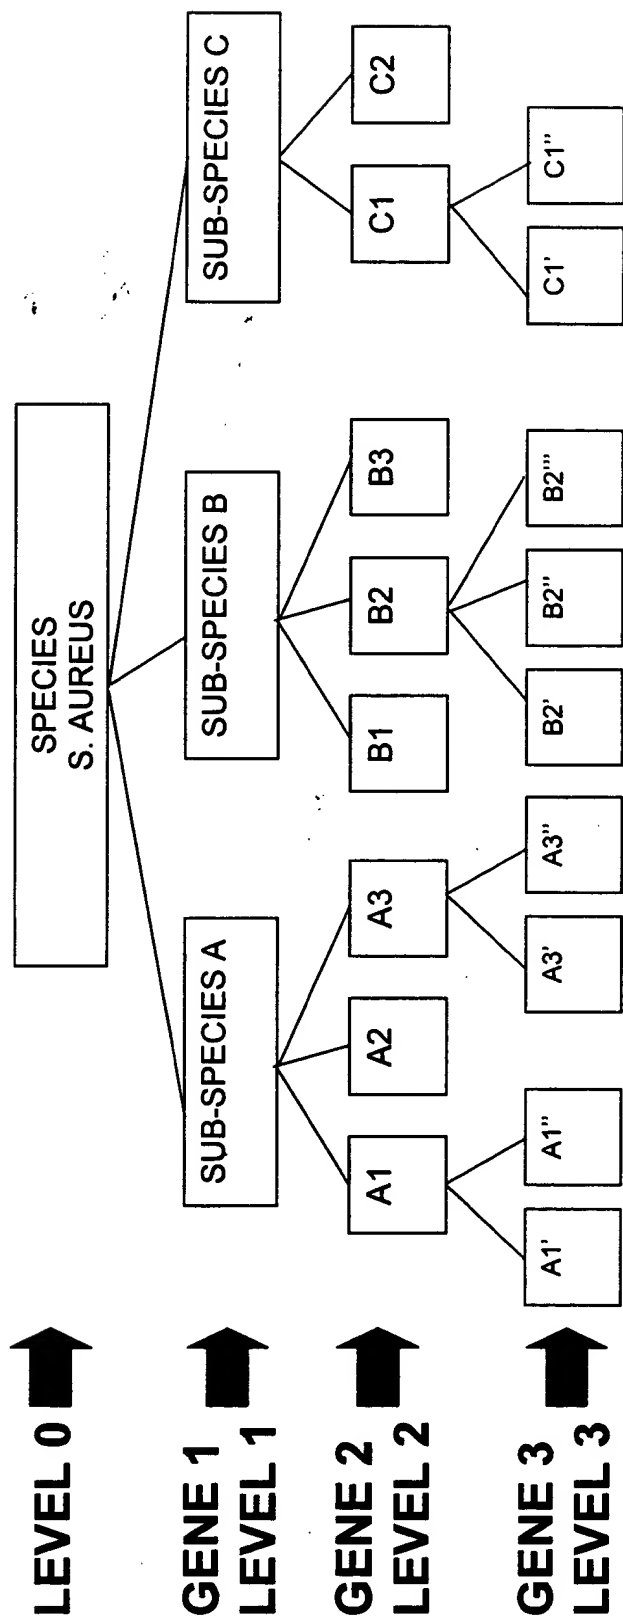 LEVEL 0
SPECIES
S. AUREUS
GENE 1
LEVEL 1
SUB-SPECIES A
SUB-SPECIES B
SUB-SPECIES C
GENE 2
LEVEL 2
A1
A2
A3
B1
B2
B3
C1
C2
GENE 3
LEVEL 3
A1'
A1"
A3'
A3"
B2'
B2"
B2'"
C1'
C1"